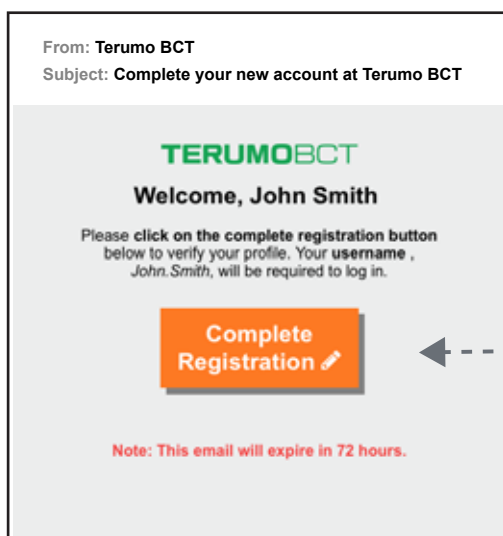 From: Terumo BCT
Subject: Complete your new account at Terumo BCT
TERUMOBCT
Welcome, John Smith
Please click on the complete registration button
below to verify your profile. Your username ,
John.Smith, will be required to log in.
Complete
Registration
Note: This email will expire in 72 hours.